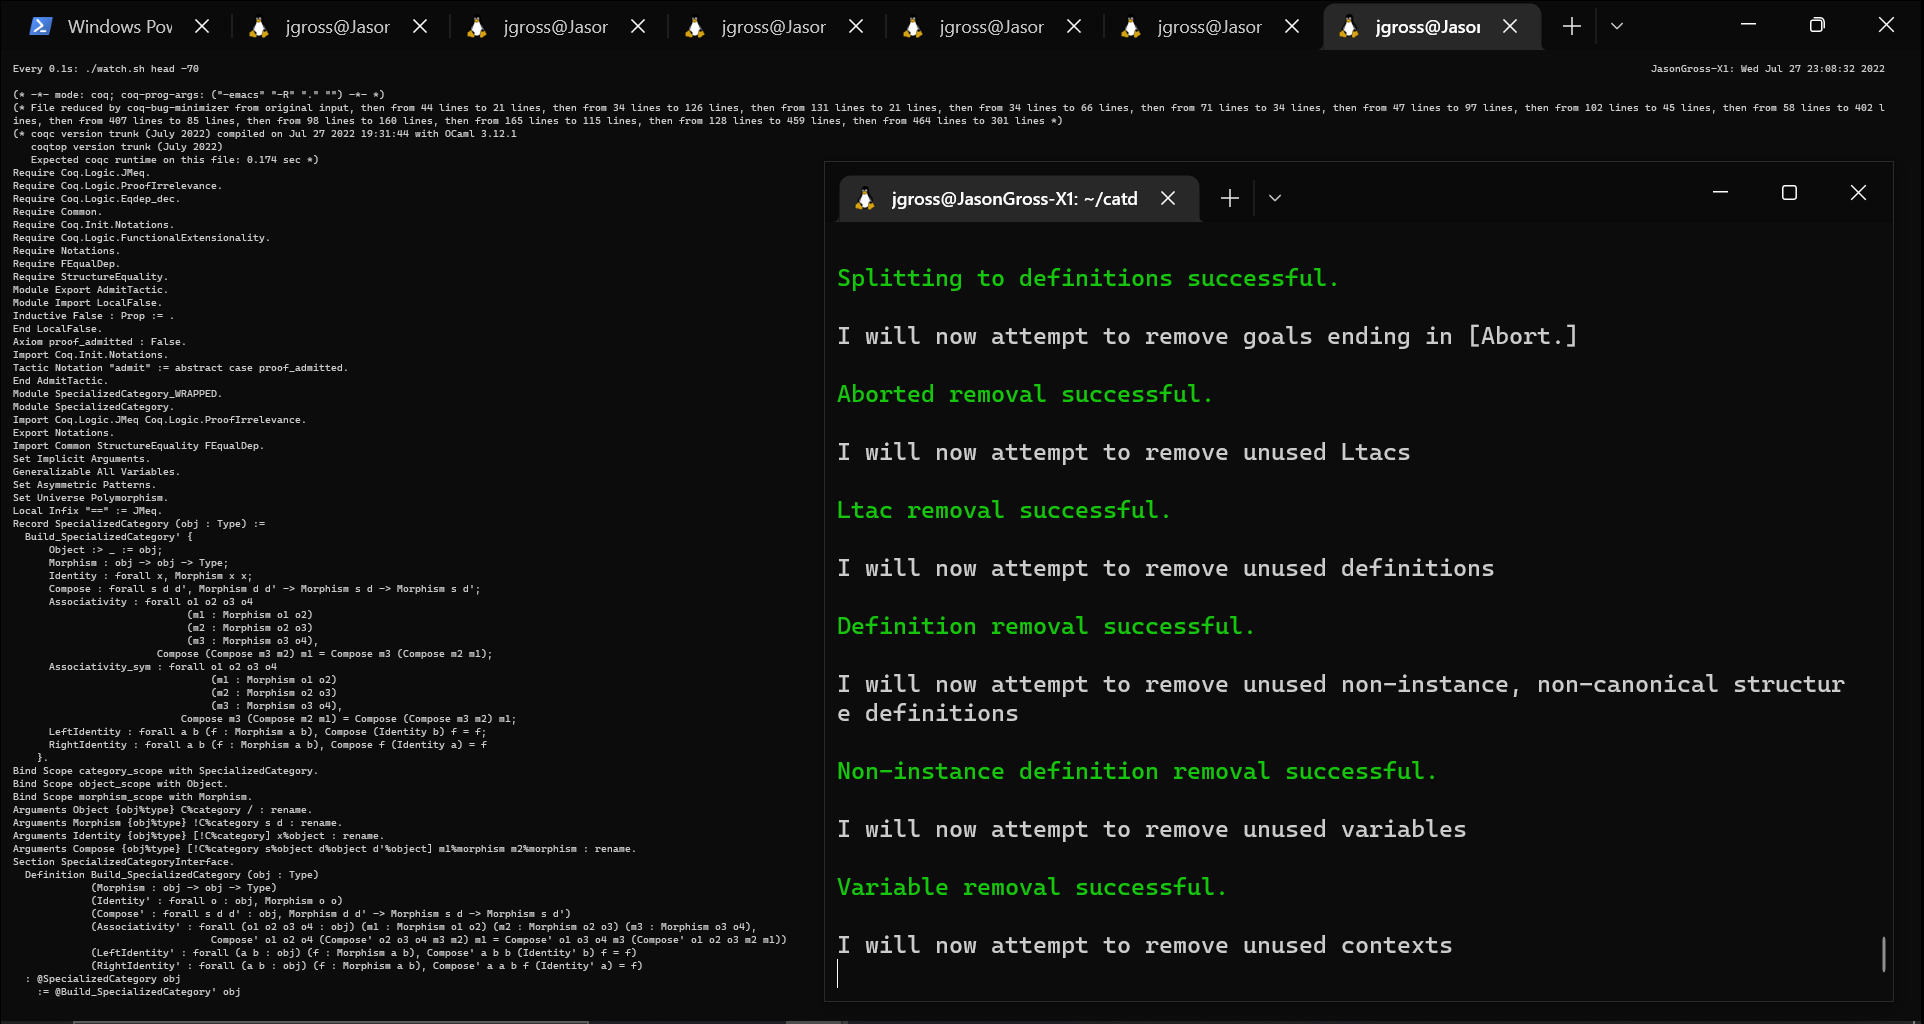 Windows Pov
jgross@Jasor
jgross@Jasor
jgross@Jasor
jgross@Jasor
jgross@Jasor
jgross@Jasor
Every 0.1s: ./watch.sh head -70
JasonGross-X1: Wed Jul 27 23:08:32 2022
(* -*- mode: coq; coq-prog-args: ("-emacs" "-R" "." "") -*- *)
(* File reduced by coq-bug-minimizer from original input, then from 44 lines to 21 lines, then from 34 lines to 126 lines, then from 131 lines to 21 lines, then from 34 lines to 66 lines, then from 71 lines to 34 lines, then from 47 lines to 97 lines, then from 102 lines to 45 lines, then from 58 lines to 402 l
ines, then from 407 lines to 85 lines, then from 98 lines to 160 lines, then from 165 lines to 115 lines, then from 128 lines to 459 lines, then from 464 lines to 301 lines *)
(* coqc version trunk (July 2022) compiled on Jul 27 2022 19:31:44 with OCaml 3.12.1
   coqtop version trunk (July 2022)
   Expected coqc runtime on this file: 0.174 sec *)
Require Coq.Logic.JMeq.
Require Coq.Logic.ProofIrrelevance.
Require Coq.Logic.Eqdep_dec.
Require Common.
Require Coq.Init.Notations.
Require Coq.Logic.FunctionalExtensionality.
Require Notations.
Require FEqualDep.
Require StructureEquality.
Module Export AdmitTactic.
Module Import LocalFalse.
Inductive False : Prop := .
End LocalFalse.
Axiom proof_admitted : False.
Import Coq.Init.Notations.
Tactic Notation "admit" := abstract case proof_admitted.
End AdmitTactic.
Module SpecializedCategory_WRAPPED.
Module SpecializedCategory.
Import Coq.Logic.JMeq Coq.Logic.ProofIrrelevance.
Export Notations.
Import Common StructureEquality FEqualDep.
Set Implicit Arguments.
Generalizable All Variables.
Set Asymmetric Patterns.
Set Universe Polymorphism.
Local Infix "==" := JMeq.
Record SpecializedCategory (obj : Type) :=
  Build_SpecializedCategory' {
      Object :> _ := obj;
      Morphism : obj -> obj -> Type;
      Identity : forall x, Morphism x x;
      Compose : forall s d d', Morphism d d' -> Morphism s d -> Morphism s d';
      Associativity : forall o1 o2 o3 o4
                             (m1 : Morphism o1 o2)
                             (m2 : Morphism o2 o3)
                             (m3 : Morphism o3 o4),
                        Compose (Compose m3 m2) m1 = Compose m3 (Compose m2 m1);
      Associativity_sym : forall o1 o2 o3 o4
                                 (m1 : Morphism o1 o2)
                                 (m2 : Morphism o2 o3)
                                 (m3 : Morphism o3 o4),
                            Compose m3 (Compose m2 m1) = Compose (Compose m3 m2) m1;
      LeftIdentity : forall a b (f : Morphism a b), Compose (Identity b) f = f;
      RightIdentity : forall a b (f : Morphism a b), Compose f (Identity a) = f
    }.
Bind Scope category_scope with SpecializedCategory.
Bind Scope object_scope with Object.
Bind Scope morphism_scope with Morphism.
Arguments Object {obj%type} C%category / : rename.
Arguments Morphism {obj%type} !C%category s d : rename.
Arguments Identity {obj%type} [!C%category] x%object : rename.
Arguments Compose {obj%type} [!C%category s%object d%object d'%object] m1%morphism m2%morphism : rename.
Section SpecializedCategoryInterface.
  Definition Build_SpecializedCategory (obj : Type)
             (Morphism : obj -> obj -> Type)
             (Identity' : forall o : obj, Morphism o o)
             (Compose' : forall s d d' : obj, Morphism d d' -> Morphism s d -> Morphism s d')
             (Associativity' : forall (o1 o2 o3 o4 : obj) (m1 : Morphism o1 o2) (m2 : Morphism o2 o3) (m3 : Morphism o3 o4),
                                 Compose' o1 o2 o4 (Compose' o2 o3 o4 m3 m2) m1 = Compose' o1 o3 o4 m3 (Compose' o1 o2 o3 m2 m1))
             (LeftIdentity' : forall (a b : obj) (f : Morphism a b), Compose' a b b (Identity' b) f = f)
             (RightIdentity' : forall (a b : obj) (f : Morphism a b), Compose' a a b f (Identity' a) = f)
  : @SpecializedCategory obj
    := @Build_SpecializedCategory' obj
jgross@JasonGross-X1: ~/catd
Splitting to definitions successful.
I will now attempt to remove goals ending in [Abort.]
Aborted removal successful.
I will now attempt to remove unused Ltacs
Ltac removal successful.
I will now attempt to remove unused definitions
Definition removal successful.
I will now attempt to remove unused non-instance, non-canonical structur
e definitions
Non-instance definition removal successful.
I will now attempt to remove unused variables
Variable removal successful.
I will now attempt to remove unused contexts